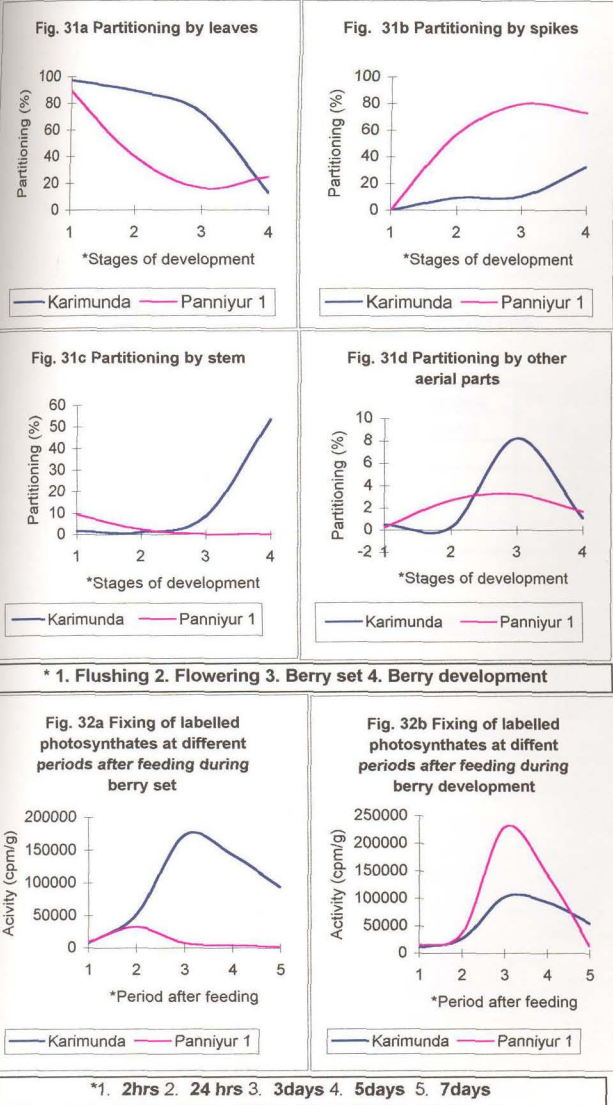 Fig. 31a Partitioning by leaves
Partitioning (%)
100
80
60
40
20
0
1 2 3 4
*Stages of development
Karimunda Panniyur 1
Fig. 31b Partitioning by spikes
Partitioning (%)
100
80
60
40
20
0
1 2 3 4
*Stages of development
Karimunda Panniyur 1
Fig. 31c Partitioning by stem
Partitioning (%)
60
50
40
30
20
10
0
1 2 3 4
*Stages of development
Karimunda Panniyur 1
Fig. 31d Partitioning by other
aerial parts
Partitioning (%)
10
8
6
4
2
0
-2
1 2 3 4
*Stages of development
Karimunda Panniyur 1
* 1. Flushing 2. Flowering 3. Berry set 4. Berry development
Fig. 32a Fixing of labelled
photosynthates at different
periods after feeding during
berry set
Acivity (cpm/g)
200000
150000
100000
50000
0
1 2 3 4 5
*Period after feeding
Karimunda Panniyur 1
Fig. 32b Fixing of labelled
photosynthates at diffent
periods after feeding during
berry development
Activity (cpm/g)
250000
200000
150000
100000
50000
0
1 2 3 4 5
*Period after feeding
Karimunda Panniyur 1
*1. 2hrs 2. 24 hrs 3. 3days 4. 5days 5. 7days